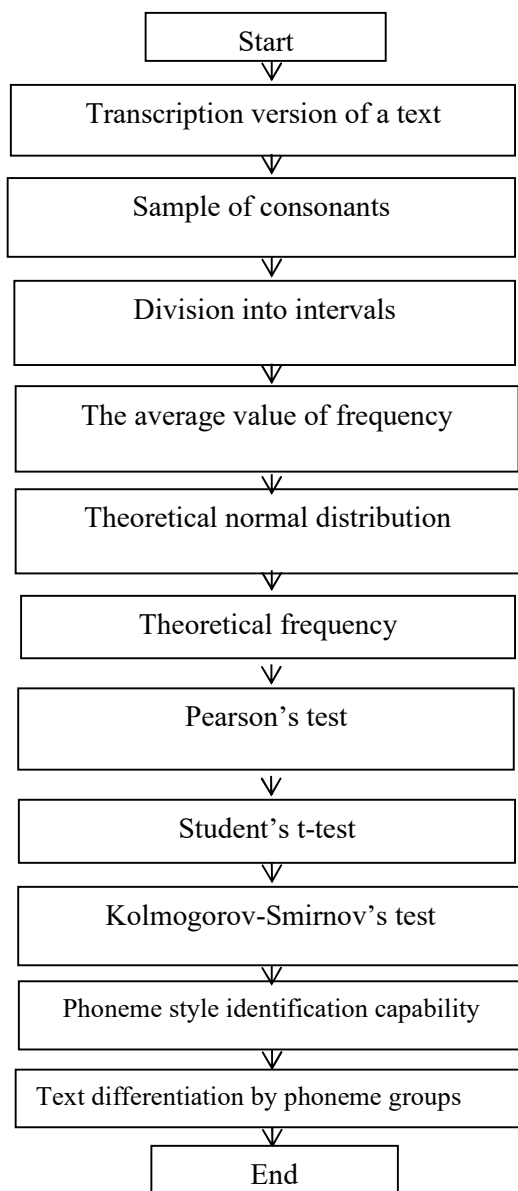 Start
Transcription version of a text
Sample of consonants
Division into intervals
The average value of frequency
Theoretical normal distribution
Theoretical frequency
Pearson’s test
Student’s t-test
Kolmogorov-Smirnov’s test
Phoneme style identification capability
Text differentiation by phoneme groups
End